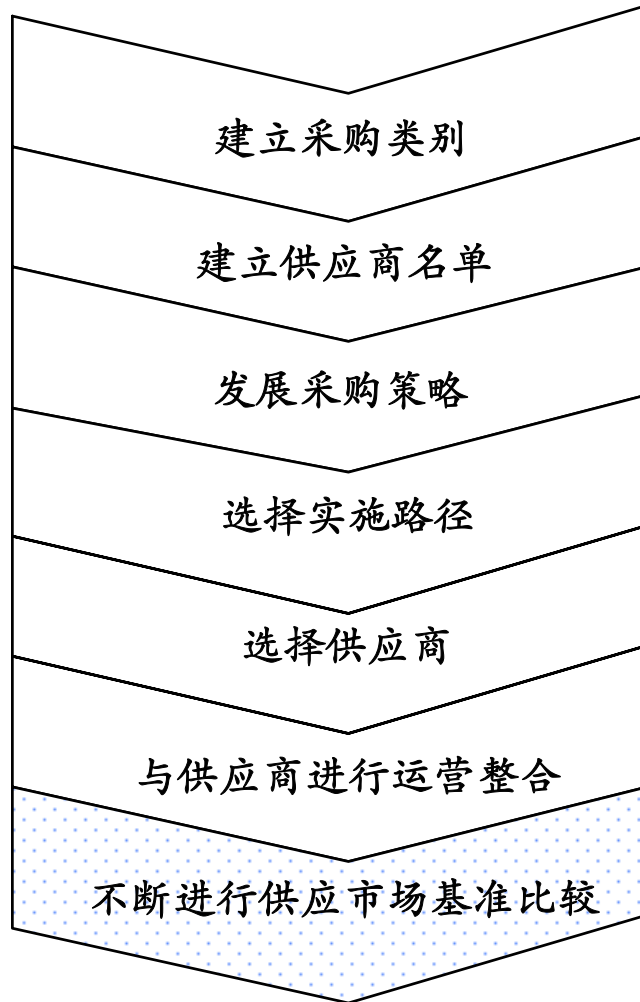 建立采购类别
建立供应商名单
发展采购策略
选择实施路径
选择供应商
与供应商进行运营整合
不断进行供应市场基准比较